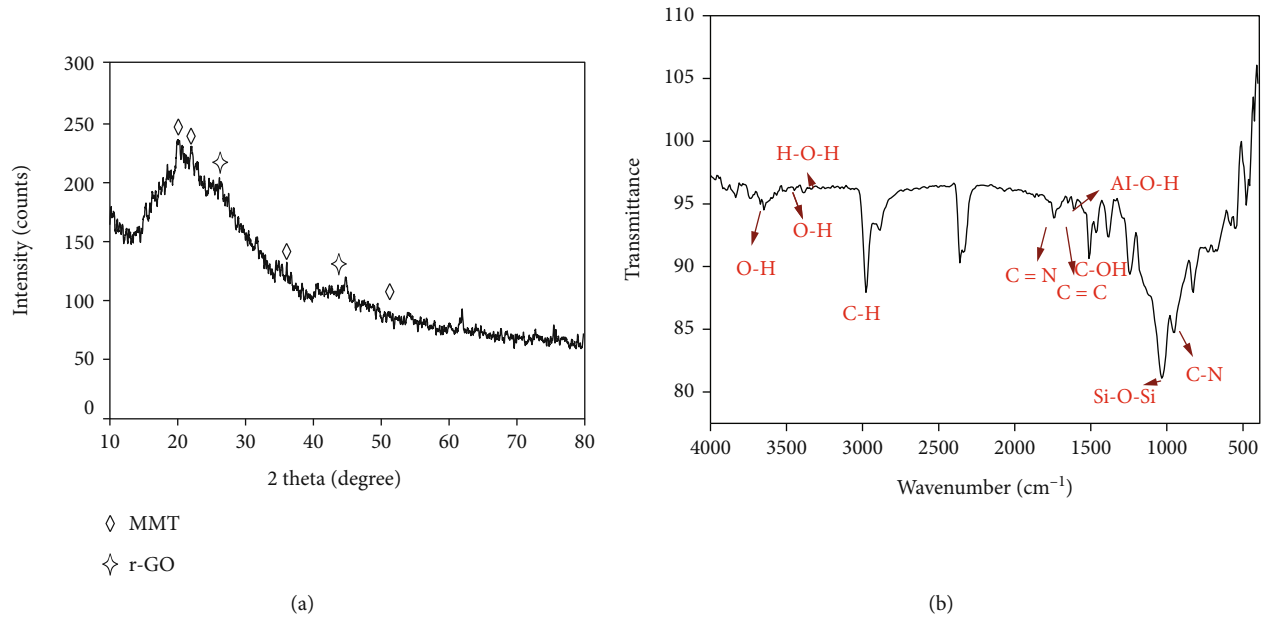 300
250
200
150
100
50
0
Intensity (counts)
10 20 30 40 50 60 70 80
2 theta (degree)
MMT
r-GO
(a)
110
105
100
95
90
85
80
Transmittance
H-O-H
AI-O-H
O-H
O-H
C = N
C-OH
C = C
C-H
C-N
Si-O-Si
4000 3500 3000 2500 2000 1500 1000 500
Wavenumber (cm⁻¹)
(b)